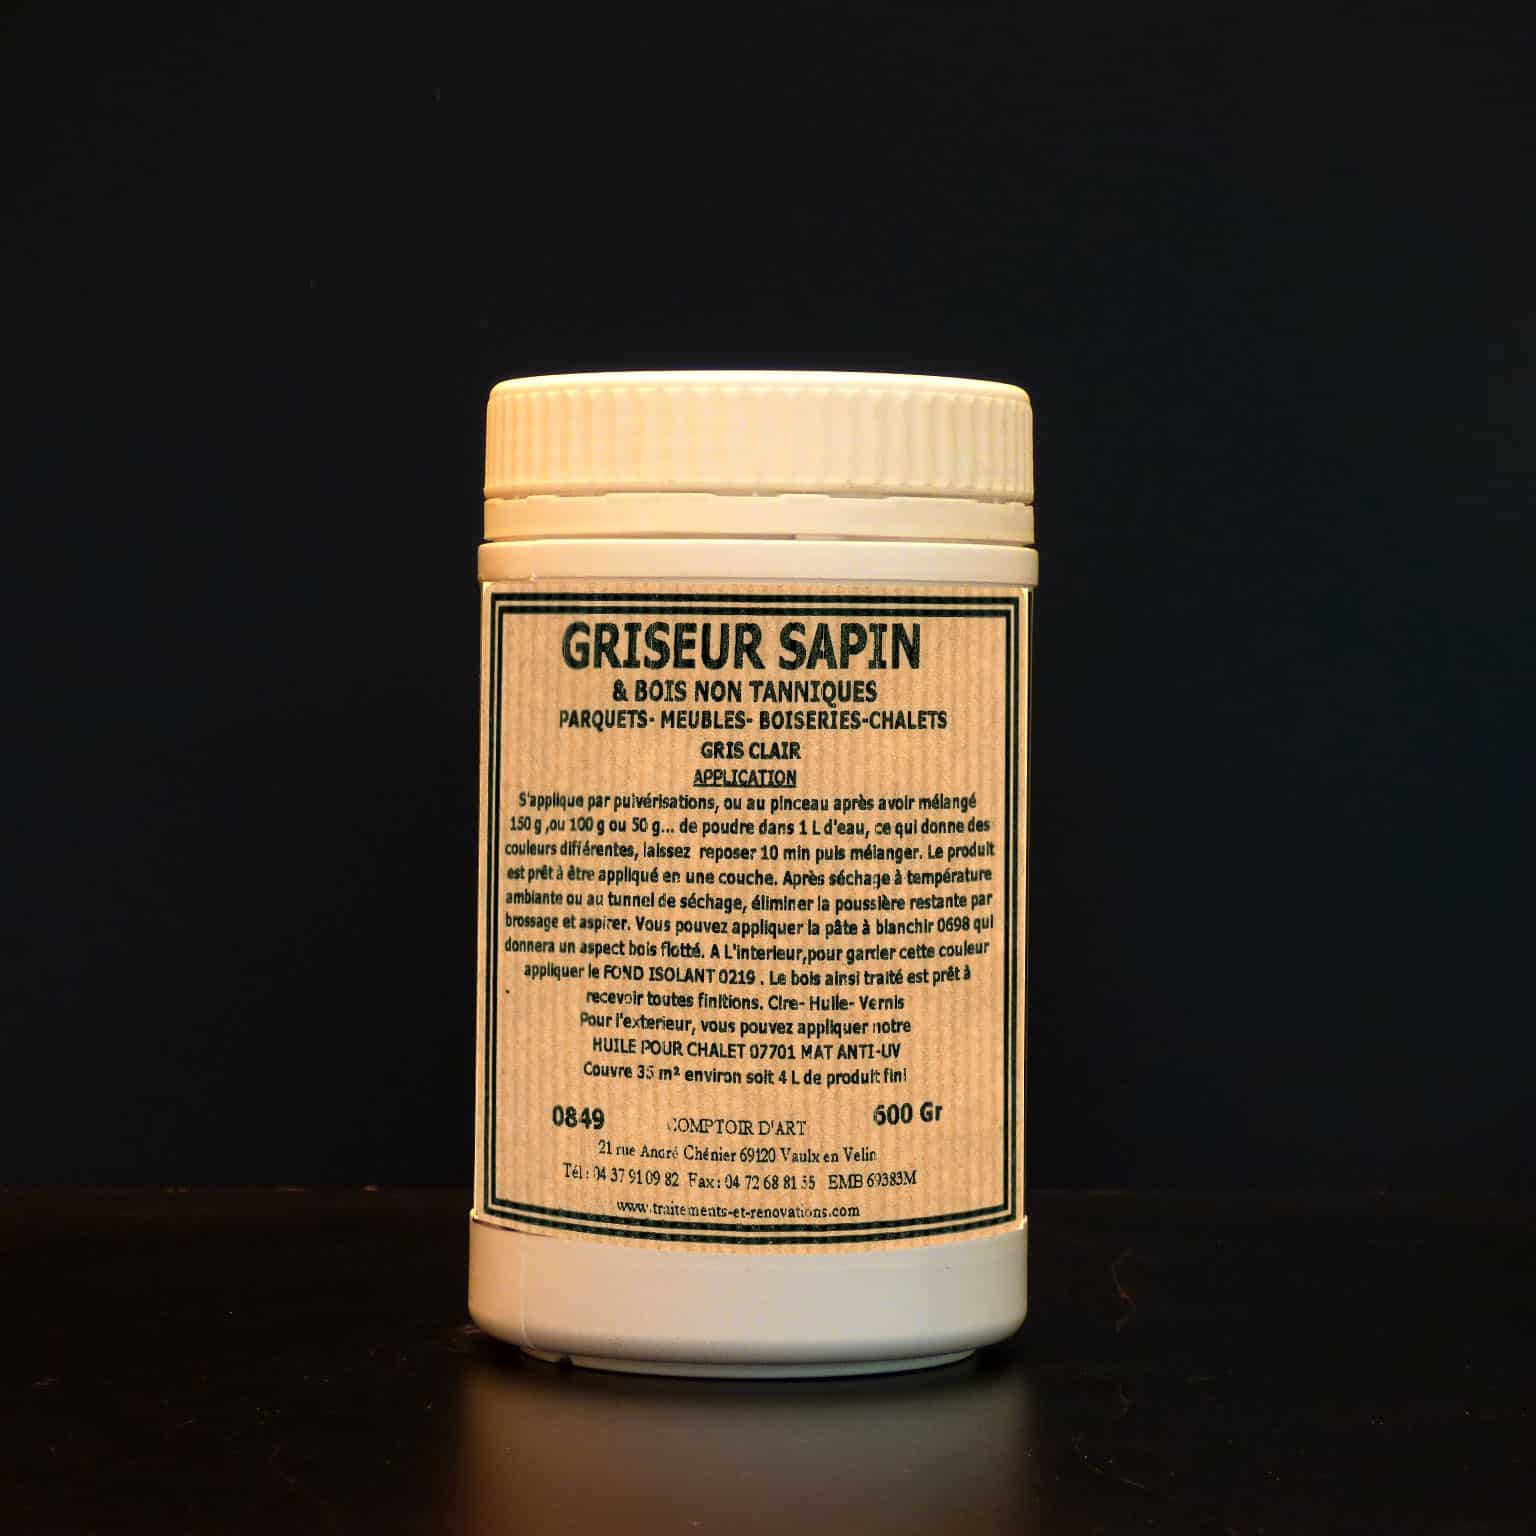 GRISEUR SAPIN
& BOIS NON TANNIQUES
PARQUETS- MEUBLES- BOISERIES-CHALETS
GRIS CLAIR
APPLICATION
S'applique par pulvérisations, ou au pinceau après avoir mélangé
150 g ,ou 100 g ou 50 g... de poudre dans 1 L d'eau, ce qui donne des
couleurs différentes, laissez reposer 10 min puis mélanger. Le produit
est prêt à être appliqué en une couche. Après séchage à température
ambiante ou au tunnel de séchage, éliminer la poussière restante par
brossage et aspirer. Vous pouvez appliquer la pâte à blanchir 0698 qui
donnera un aspect bois flotté. A L'interieur,pour garder cette couleur
appliquer le FOND ISOLANT 0219 . Le bois ainsi traité est prêt à
recevoir toutes finitions. Cire- Huile- Vernis
Pour l'exterieur, vous pouvez appliquer notre
HUILE POUR CHALET 07701 MAT ANTI-UV
Couvre 35 m² environ soit 4 L de produit fini
0849 COMPTOIR D'ART 600 Gr
21 rue André Chénier 69120 Vaulx en Velin
Tél : 04 37 91 09 82 Fax : 04 72 68 81 55 EMB 69383M
www.traitements-et-renovations.com